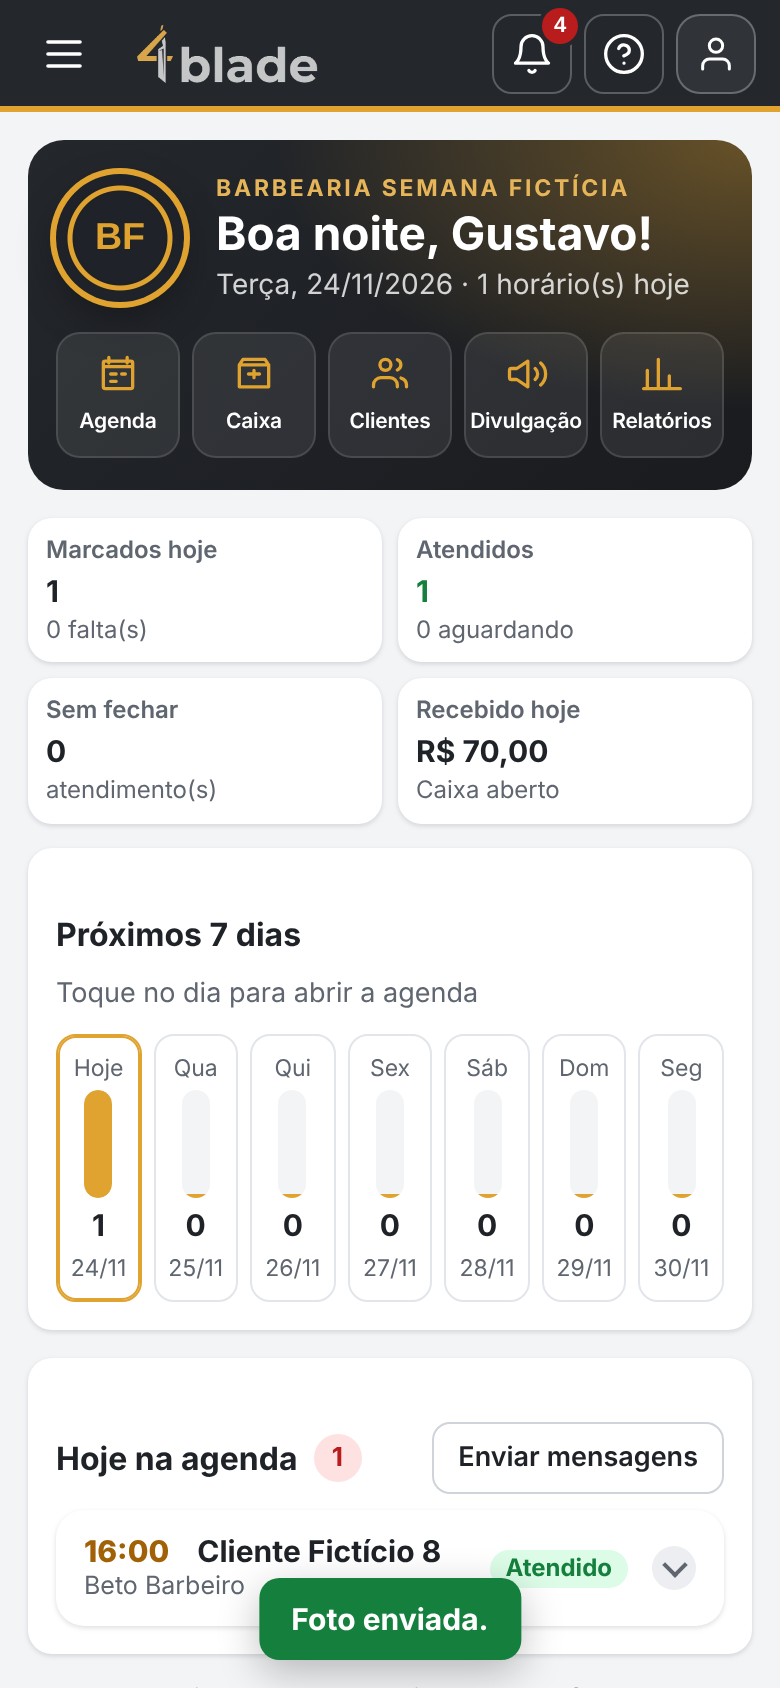 4blade
4
BARBEARIA SEMANA FICTÍCIA
BF
Boa noite, Gustavo!
Terça, 24/11/2026 · 1 horário(s) hoje
Agenda Caixa Clientes Divulgação Relatórios
Marcados hoje
1
0 falta(s)
Atendidos
1
0 aguardando
Sem fechar
0
atendimento(s)
Recebido hoje
R$ 70,00
Caixa aberto
Próximos 7 dias
Toque no dia para abrir a agenda
Hoje Qua Qui Sex Sáb Dom Seg
1 0 0 0 0 0 0
24/11 25/11 26/11 27/11 28/11 29/11 30/11
Hoje na agenda 1 Enviar mensagens
16:00 Cliente Fictício 8
Atendido
Beto Barbeiro
Foto enviada.